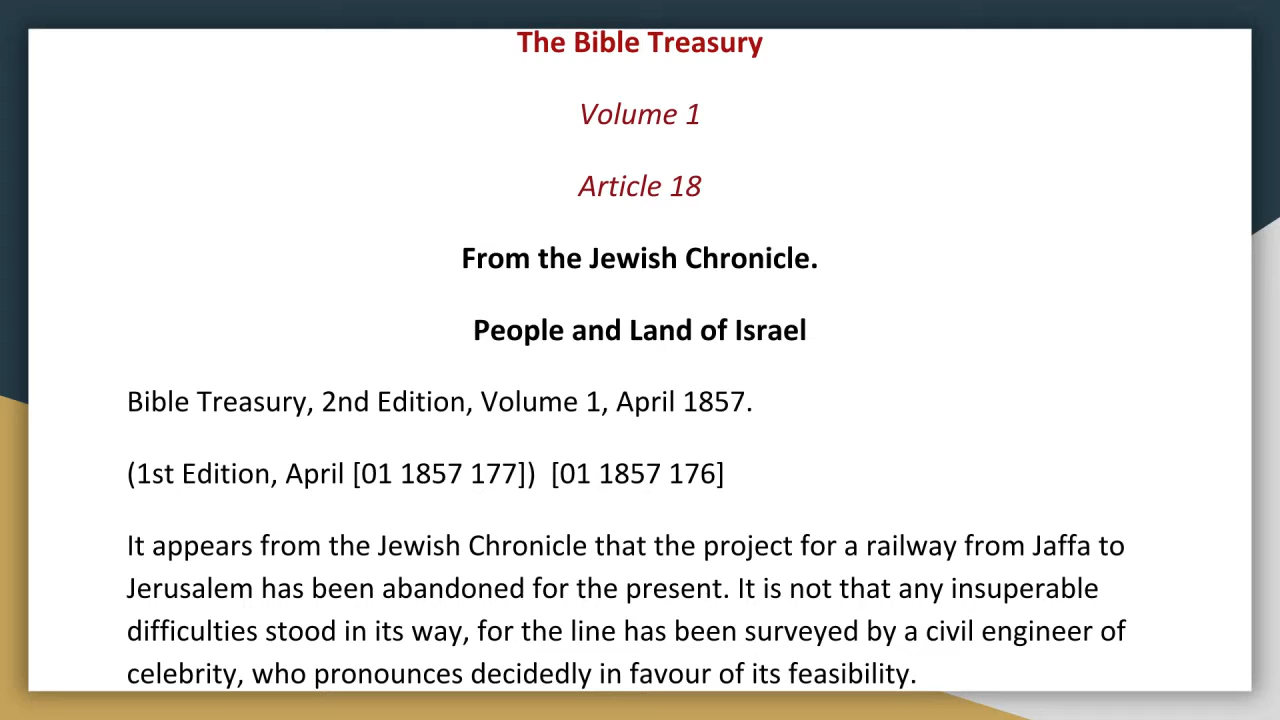 The Bible Treasury
Volume 1
Article 18
From the Jewish Chronicle.
People and Land of Israel
Bible Treasury, 2nd Edition, Volume 1, April 1857.
(1st Edition, April [01 1857 177])  [01 1857 176]
It appears from the Jewish Chronicle that the project for a railway from Jaffa to
Jerusalem has been abandoned for the present. It is not that any insuperable
difficulties stood in its way, for the line has been surveyed by a civil engineer of
celebrity, who pronounces decidedly in favour of its feasibility.